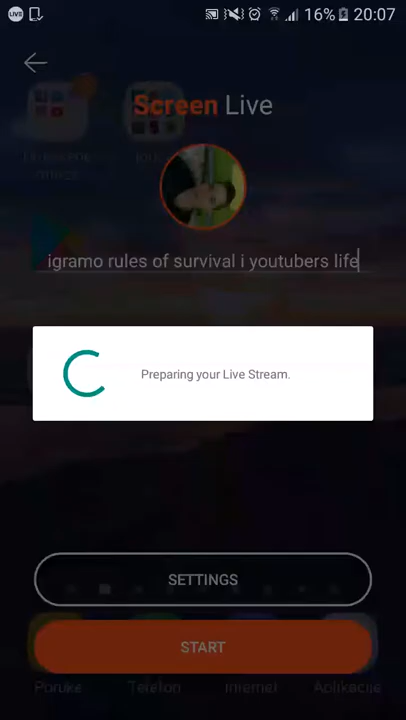 LIVE
16% 20:07
Screen Live
igramo rules of survival i youtubers life
Preparing your Live Stream.
SETTINGS
START
Poruke Telefon Internet Aplikacije